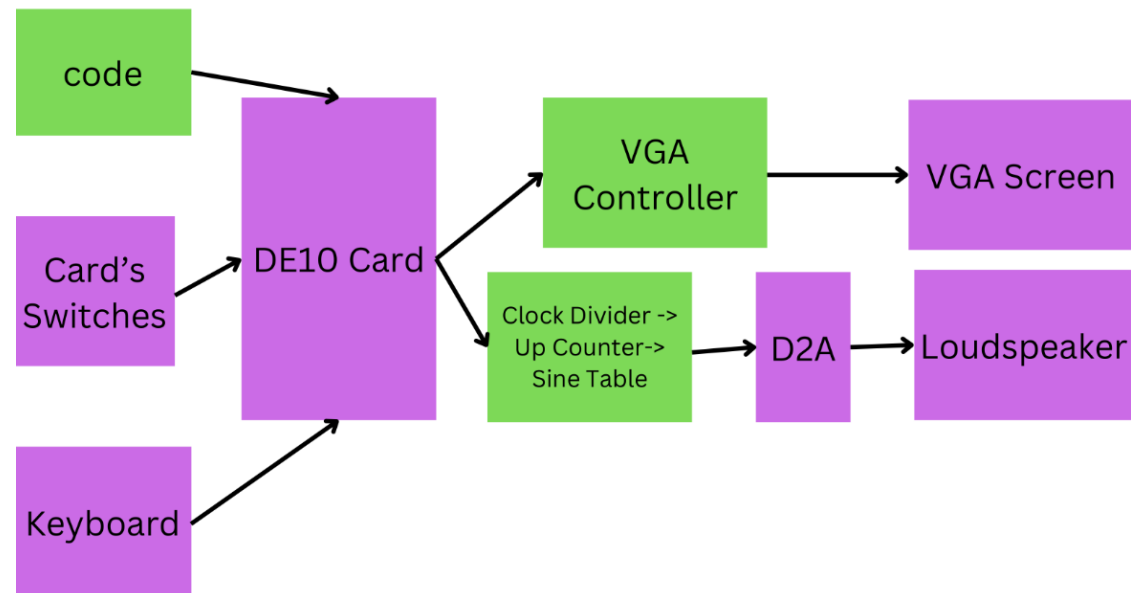 code
Card’s
Switches
Keyboard
DE10 Card
VGA
Controller
Clock Divider ->
Up Counter->
Sine Table
D2A
VGA Screen
Loudspeaker